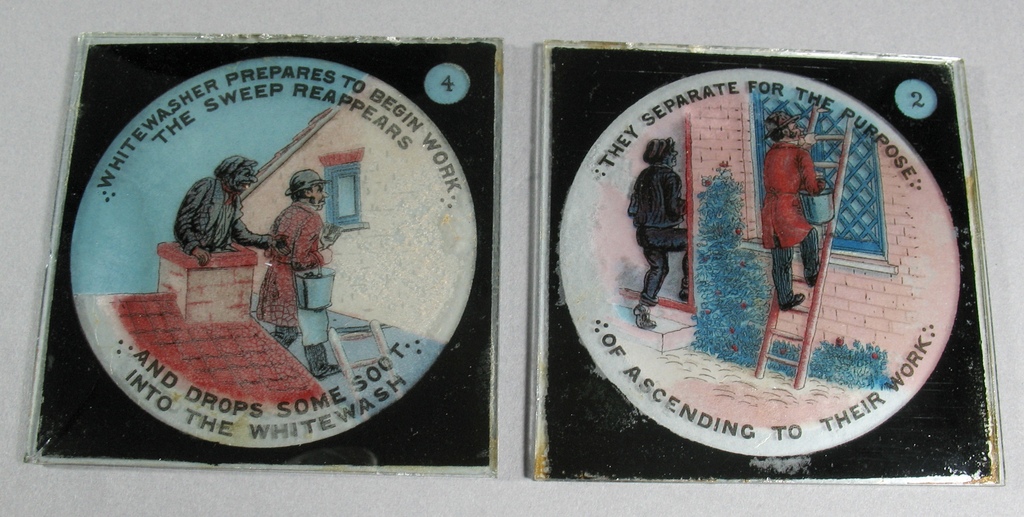 4
WHITEWASHER PREPARES TO BEGIN WORK.
THE SWEEP REAPPEARS
AND DROPS SOME SOOT
INTO THE WHITEWASH
2
THEY SEPARATE FOR THE PURPOSE
OF ASCENDING TO THEIR WORK